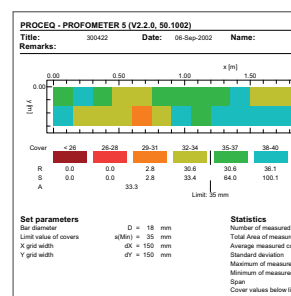 PROCEQ - PROFOMETER 5 (V2.2.0, 50.1002)
Title: 300422 Date: 06-Sep-2002 Name:
Remarks:
x [m]
0.00 0.50 1.00 1.50
0.00
y [m]
Cover < 26 26-28 29-31 32-34 35-37 38-40
R 0.0 0.0 2.8 30.6 30.6 36.1
S 0.0 0.0 2.8 33.4 64.0 100.1
A 33.3
Limit: 35 mm
Set parameters Statistics
Bar diameter D = 18 mm Number of measured
Limit value of covers s(Min) = 35 mm Total Area of measur
X grid width dX = 150 mm Average measured c
Y grid width dY = 150 mm Standard deviation
Maximum of measure
Minimum of measure
Span
Cover values below li